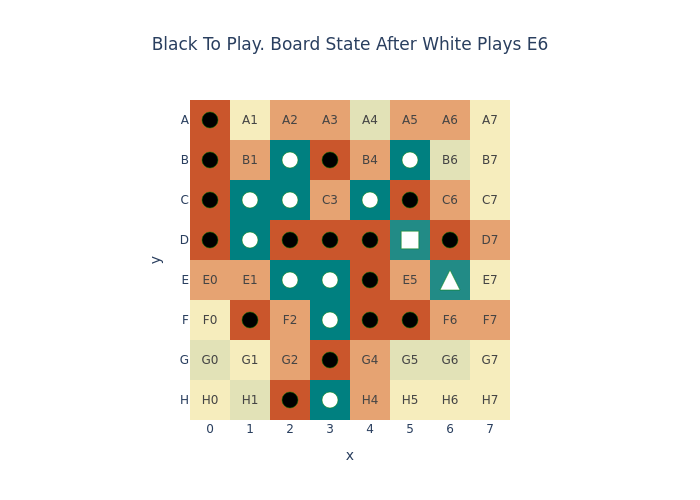 Black To Play. Board State After White Plays E6
A A1 A2 A3 A4 A5 A6 A7
B B1 B4 B6 B7
C C3 C6 C7
D D7
E E0 E1 E5 E7
F F0 F2 F6 F7
G G0 G1 G2 G4 G5 G6 G7
H H0 H1 H4 H5 H6 H7
0 1 2 3 4 5 6 7
x
y